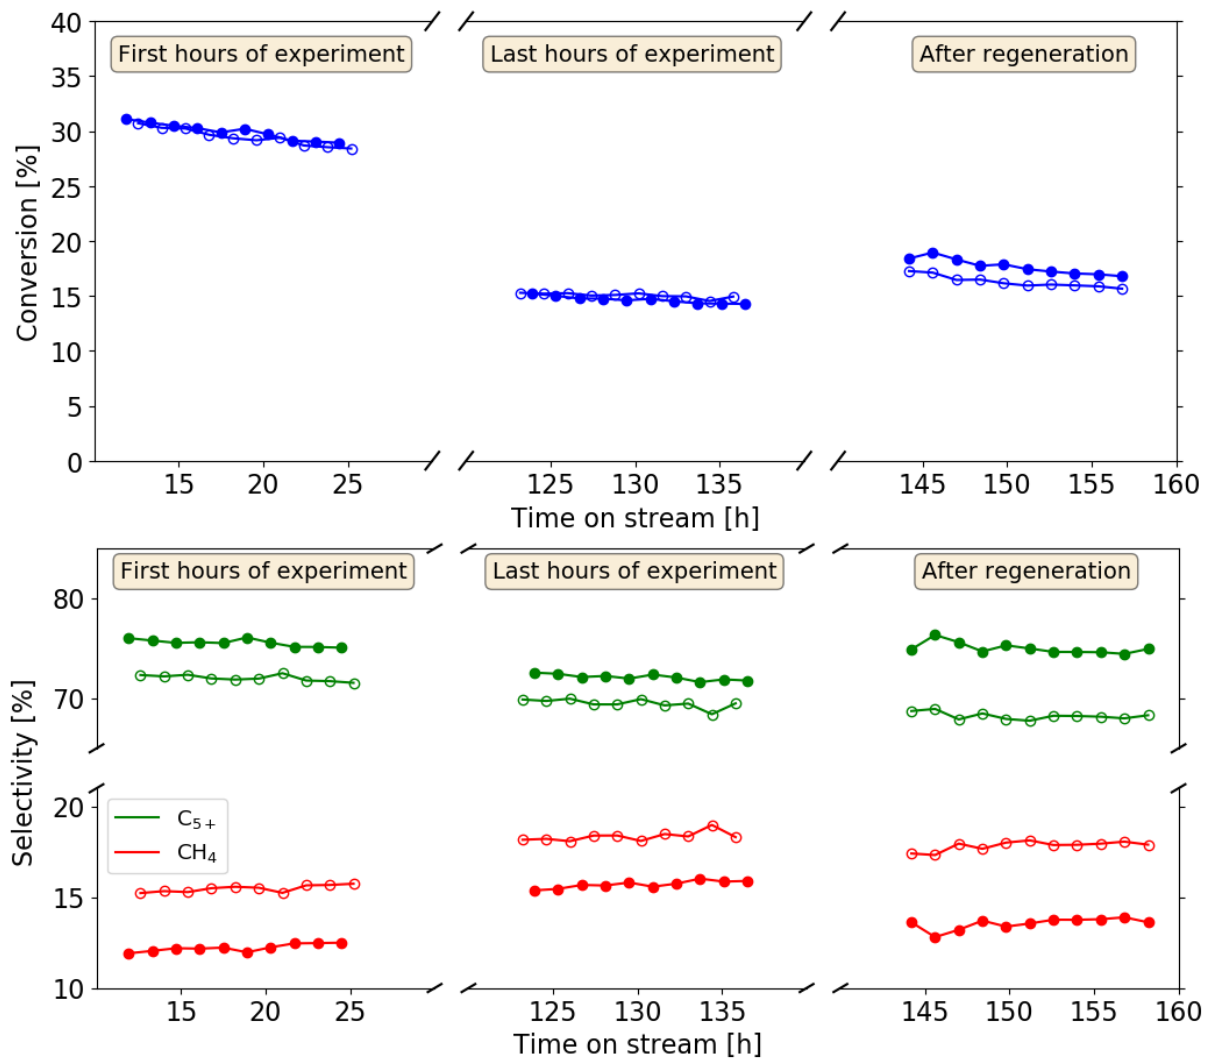 40
35
30
25
20
15
10
5
0
Conversion [%]
First hours of experiment
Last hours of experiment
After regeneration
15 20 25 125 130 135 145 150 155 160
Time on stream [h]
80
70
20
15
10
Selectivity [%]
First hours of experiment
Last hours of experiment
After regeneration
C5+
CH4
15 20 25 125 130 135 145 150 155 160
Time on stream [h]